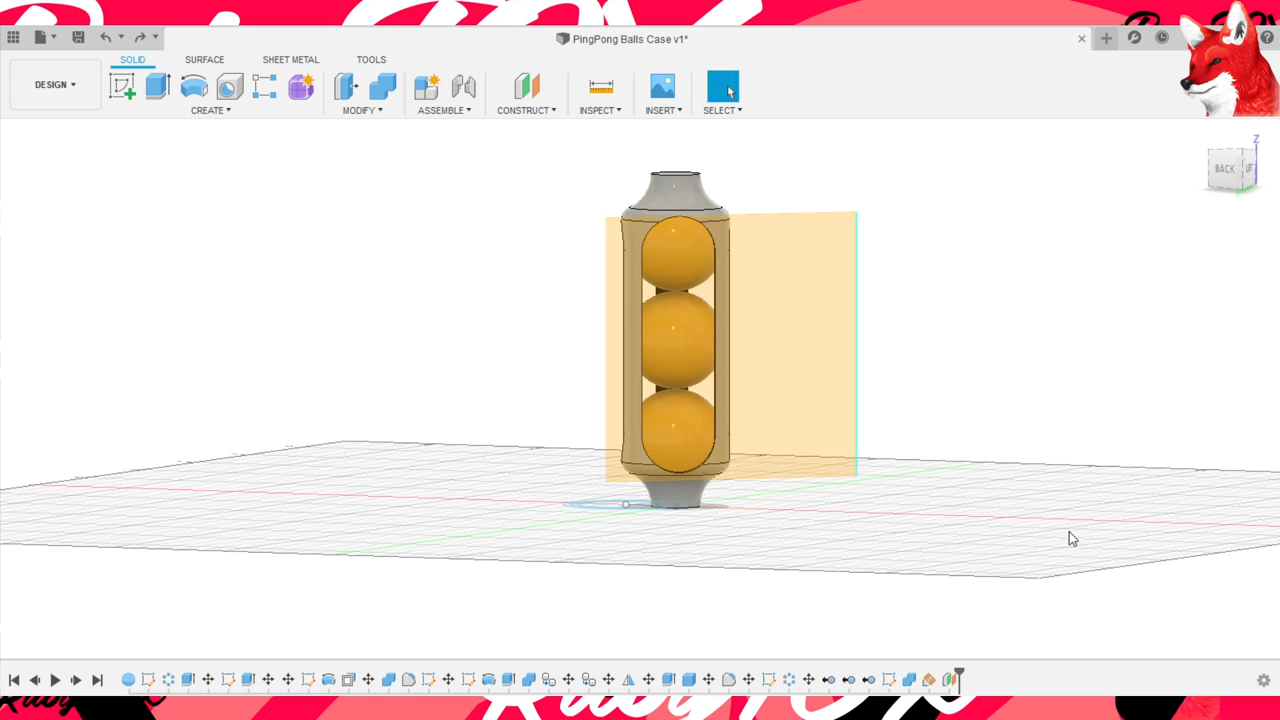 PingPong Balls Case v1*
SOLID SURFACE SHEET METAL TOOLS
DESIGN
CREATE MODIFY ASSEMBLE CONSTRUCT INSPECT INSERT SELECT
Z
BACK